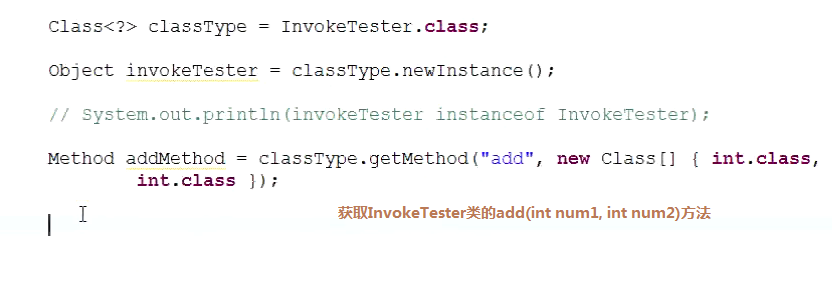 Class<?> classType = InvokeTester.class;
Object invokeTester = classType.newInstance();
// System.out.println(invokeTester instanceof InvokeTester);
Method addMethod = classType.getMethod("add", new Class[] { int.class,
int.class });
获取InvokeTester类的add(int num1, int num2)方法